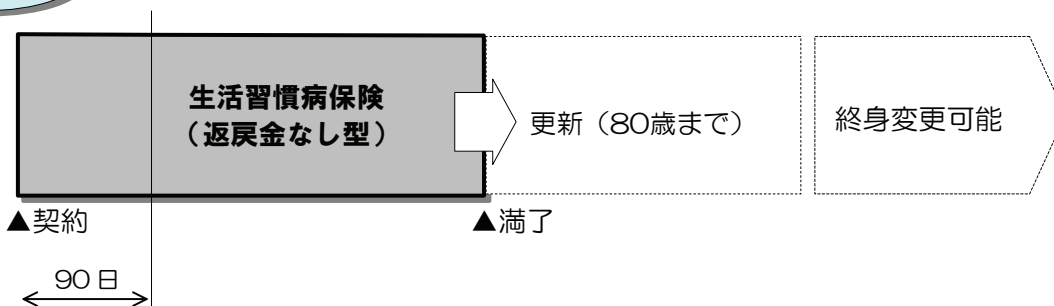 生活習慣病保険
（返戻金なし型）
更新（80歳まで）
終身変更可能
▲契約
▲満了
90日